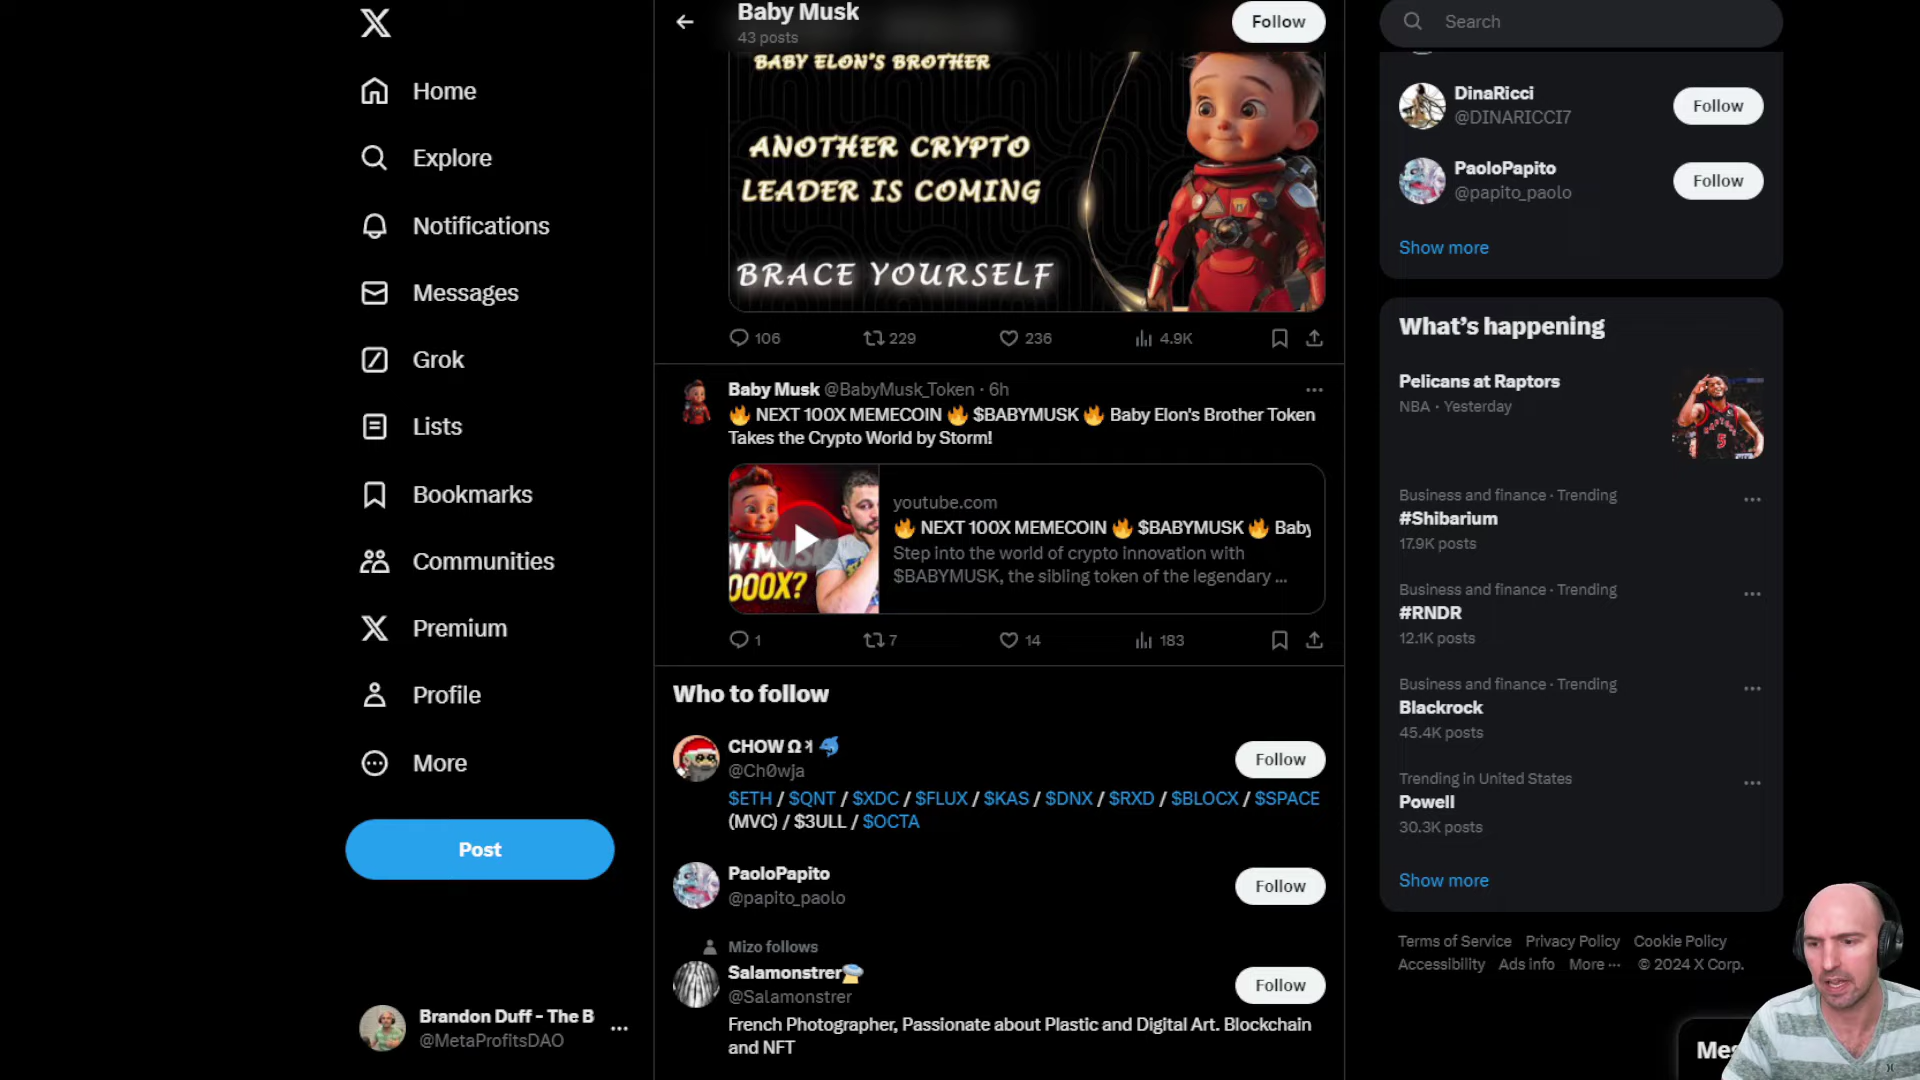 Home
Explore
Notifications
Messages
Grok
Lists
Bookmarks
Communities
Premium
Profile
More
Post
Brandon Duff - The B
@MetaProfitsDAO
Baby Musk
43 posts
Follow
BABY ELON'S BROTHER
ANOTHER CRYPTO
LEADER IS COMING
BRACE YOURSELF
106 229 236 4.9K
Baby Musk @BabyMusk_Token · 6h
🔥 NEXT 100X MEMECOIN 🔥 $BABYMUSK 🔥 Baby Elon's Brother Token
Takes the Crypto World by Storm!
Y MUSK
000X?
youtube.com
🔥 NEXT 100X MEMECOIN 🔥 $BABYMUSK 🔥 Baby
Step into the world of crypto innovation with
$BABYMUSK, the sibling token of the legendary ...
1 7 14 183
Who to follow
CHOW Ω
@Ch0wja
Follow
$ETH / $QNT / $XDC / $FLUX / $KAS / $DNX / $RXD / $BLOCX / $SPACE
(MVC) / $3ULL / $OCTA
PaoloPapito
@papito_paolo
Follow
Mizo follows
Salamonstrer
@Salamonstrer
Follow
French Photographer, Passionate about Plastic and Digital Art. Blockchain
and NFT
Search
DinaRicci
@DINARICCI7
Follow
PaoloPapito
@papito_paolo
Follow
Show more
What's happening
Pelicans at Raptors
NBA · Yesterday
Business and finance · Trending
#Shibarium
17.9K posts
Business and finance · Trending
#RNDR
12.1K posts
Business and finance · Trending
Blackrock
45.4K posts
Trending in United States
Powell
30.3K posts
Show more
Terms of Service Privacy Policy Cookie Policy
Accessibility Ads info More ··· © 2024 X Corp.
Mes